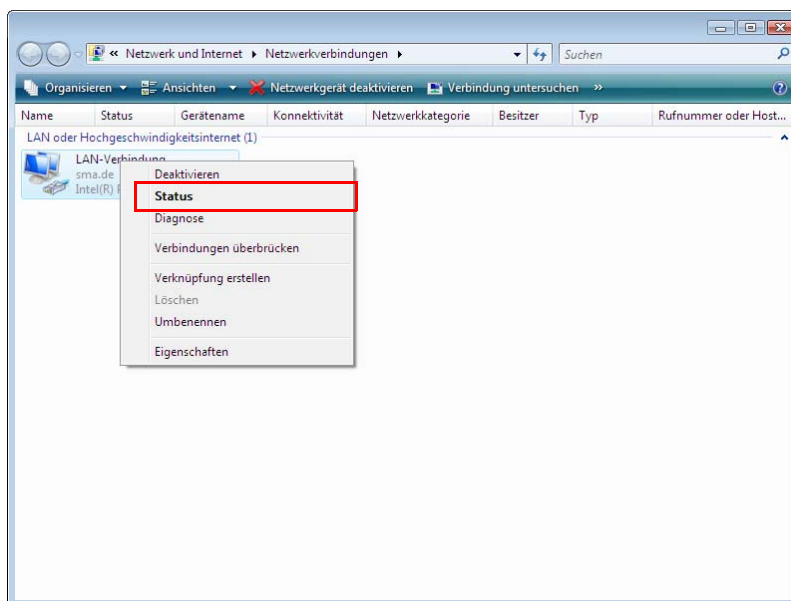 « Netzwerk und Internet Netzwerkverbindungen Suchen
Organisieren Ansichten Netzwerkgerät deaktivieren Verbindung untersuchen » ?
Name Status Gerätename Konnektivität Netzwerkkategorie Besitzer Typ Rufnummer oder Host...
LAN oder Hochgeschwindigkeitsinternet (1)
LAN-Verbindung
sma.de
Intel(R)
Deaktivieren
Status
Diagnose
Verbindungen überbrücken
Verknüpfung erstellen
Löschen
Umbenennen
Eigenschaften